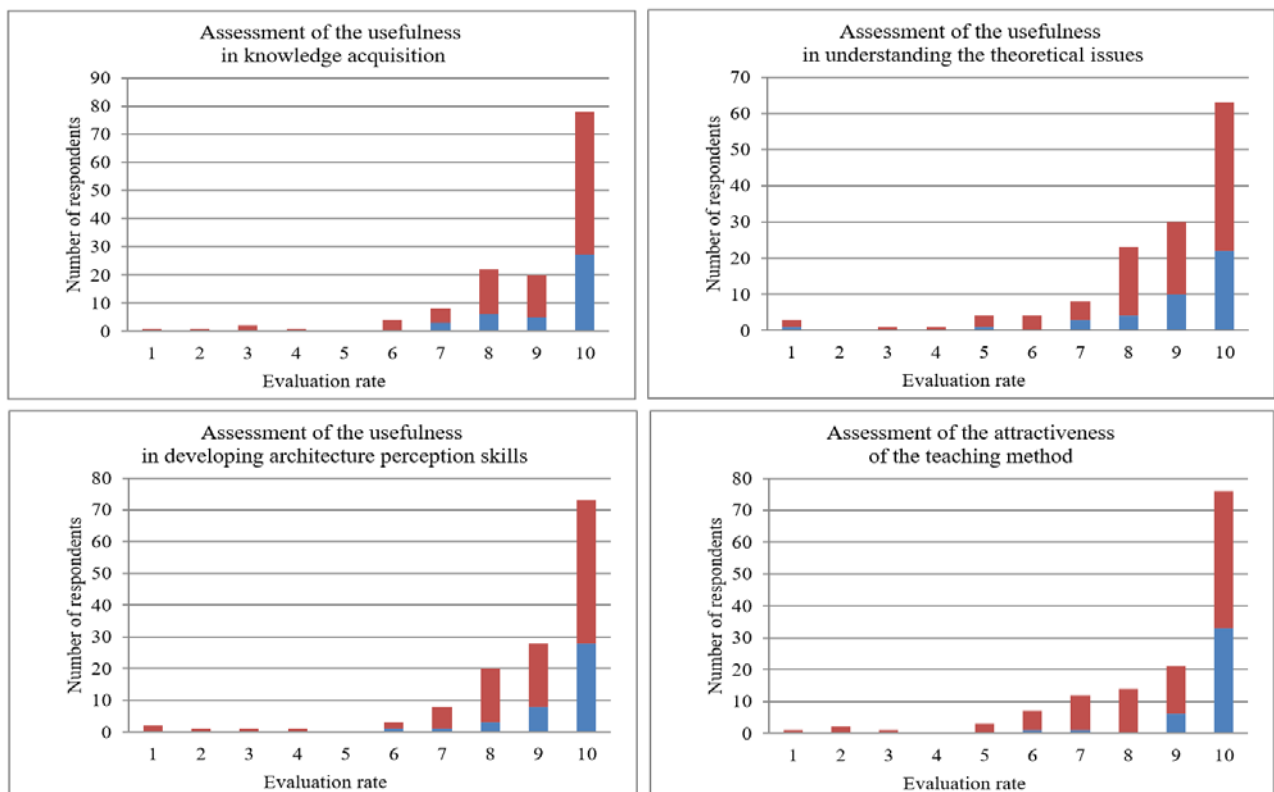 Assessment of the usefulness
in knowledge acquisition
90
80
70
60
50
40
30
20
10
0
Number of respondents
1 2 3 4 5 6 7 8 9 10
Evaluation rate
Assessment of the usefulness
in understanding the theoretical issues
70
60
50
40
30
20
10
0
Number of respondents
1 2 3 4 5 6 7 8 9 10
Evaluation rate
Assessment of the usefulness
in developing architecture perception skills
80
70
60
50
40
30
20
10
0
Number of respondents
1 2 3 4 5 6 7 8 9 10
Evaluation rate
Assessment of the attractiveness
of the teaching method
80
70
60
50
40
30
20
10
0
Number of respondents
1 2 3 4 5 6 7 8 9 10
Evaluation rate